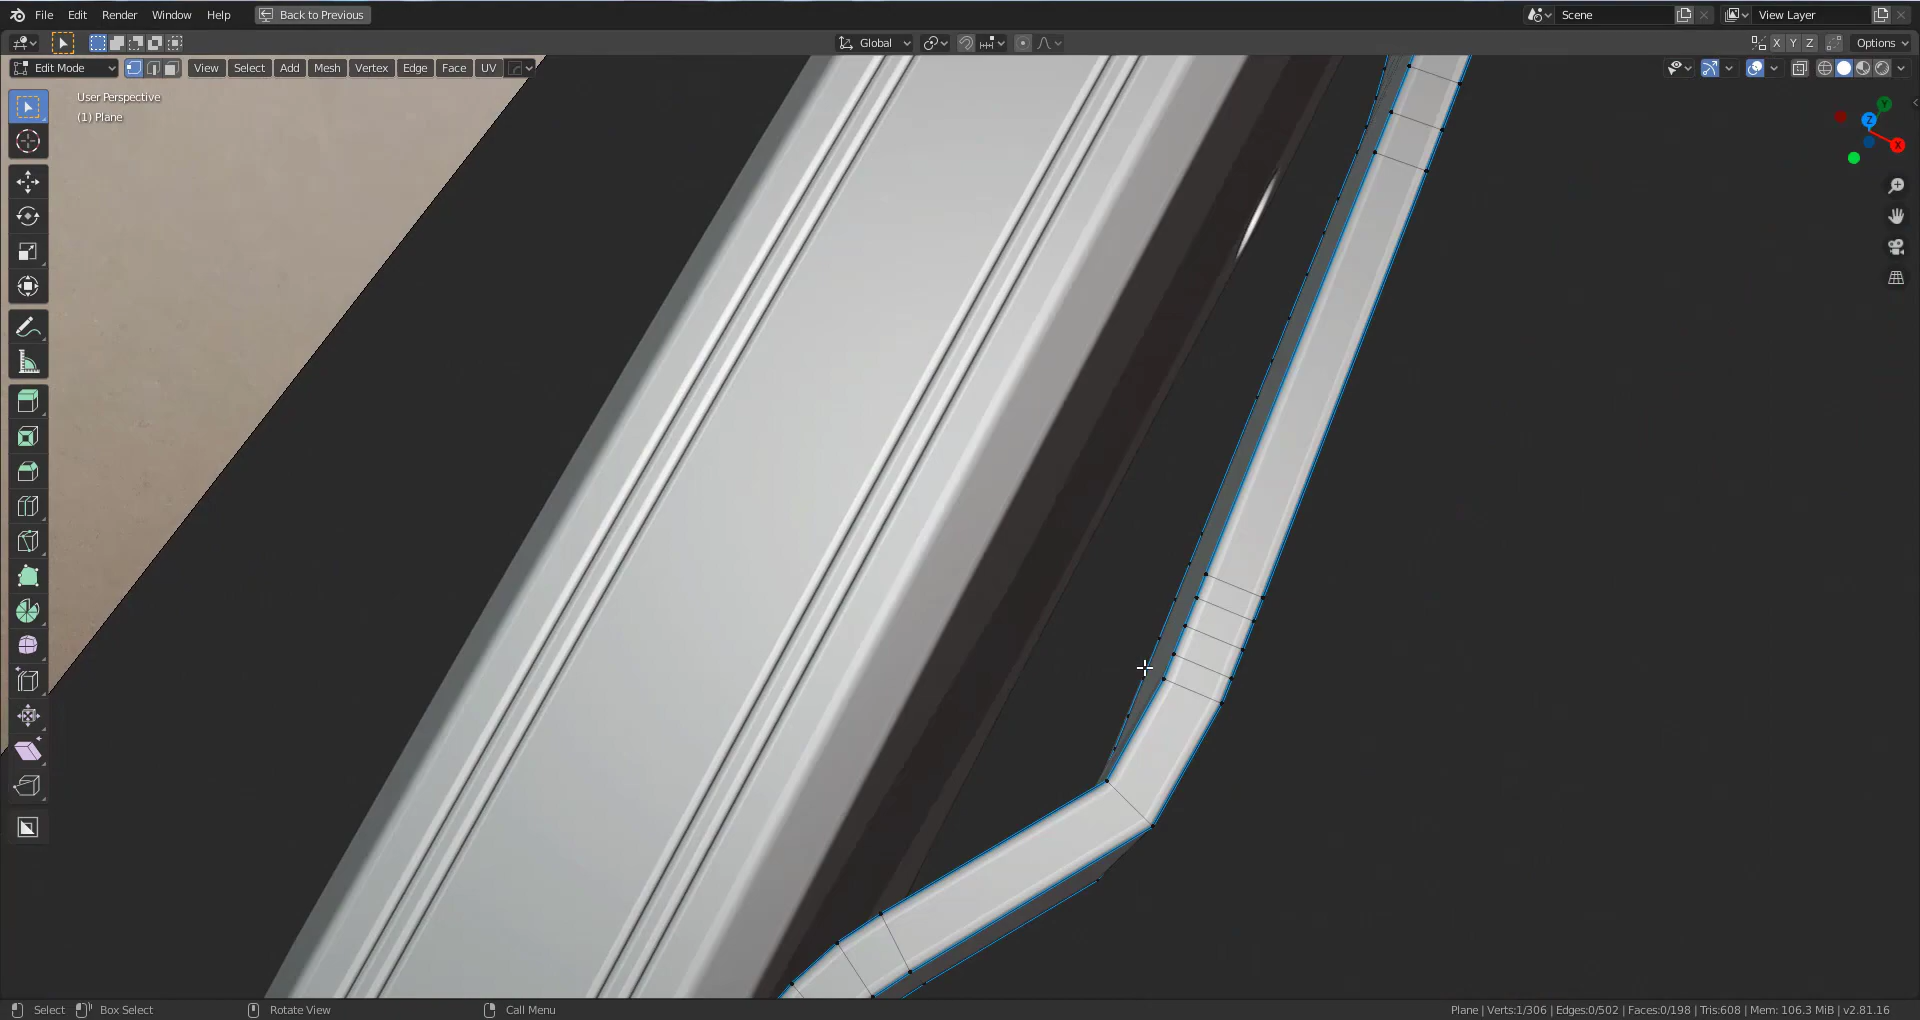 File Edit Render Window Help Back to Previous Scene View Layer
Global X Y Z Options
Edit Mode View Select Add Mesh Vertex Edge Face UV
User Perspective
(1) Plane
Y
Z
X
Select Box Select Rotate View Call Menu Plane | Verts:1/306 | Edges:0/502 | Faces:0/198 | Tris:608 | Mem: 106.3 MiB | v2.81.16